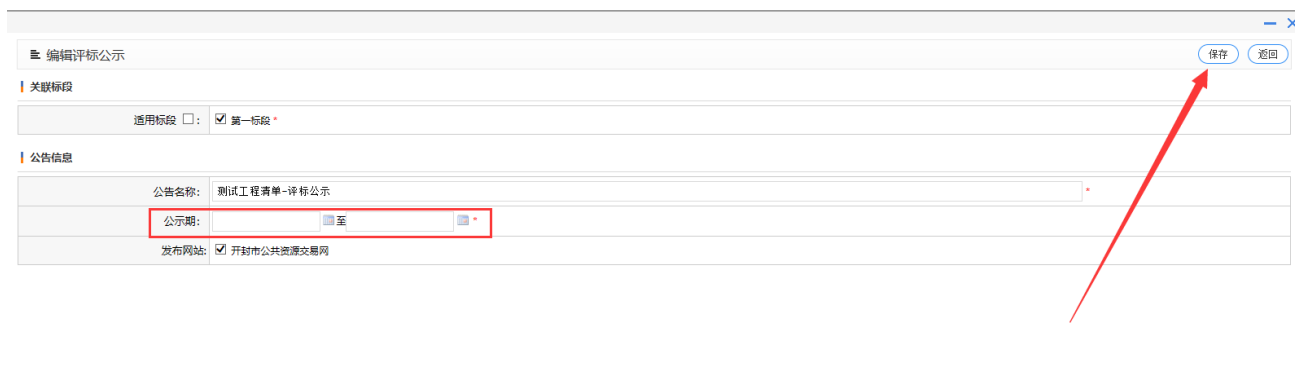 编辑评标公示
保存 返回
关联标段
适用标段 : 第一标段 *
公告信息
公告名称: 测试工程清单-评标公示 *
公示期: 至 *
发布网站: 开封市公共资源交易网